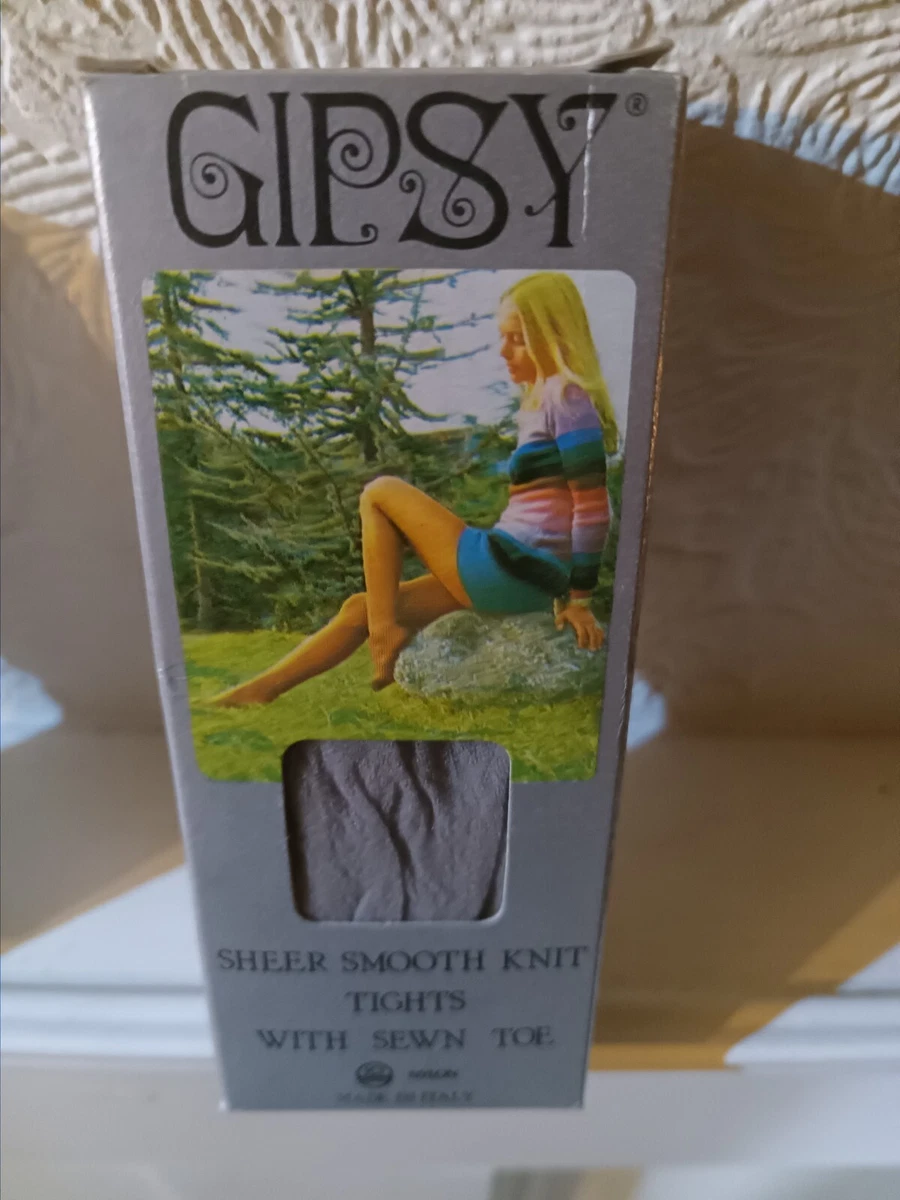 GIPSY®
SHEER SMOOTH KNIT
TIGHTS
WITH SEWN TOE
MADE IN ITALY